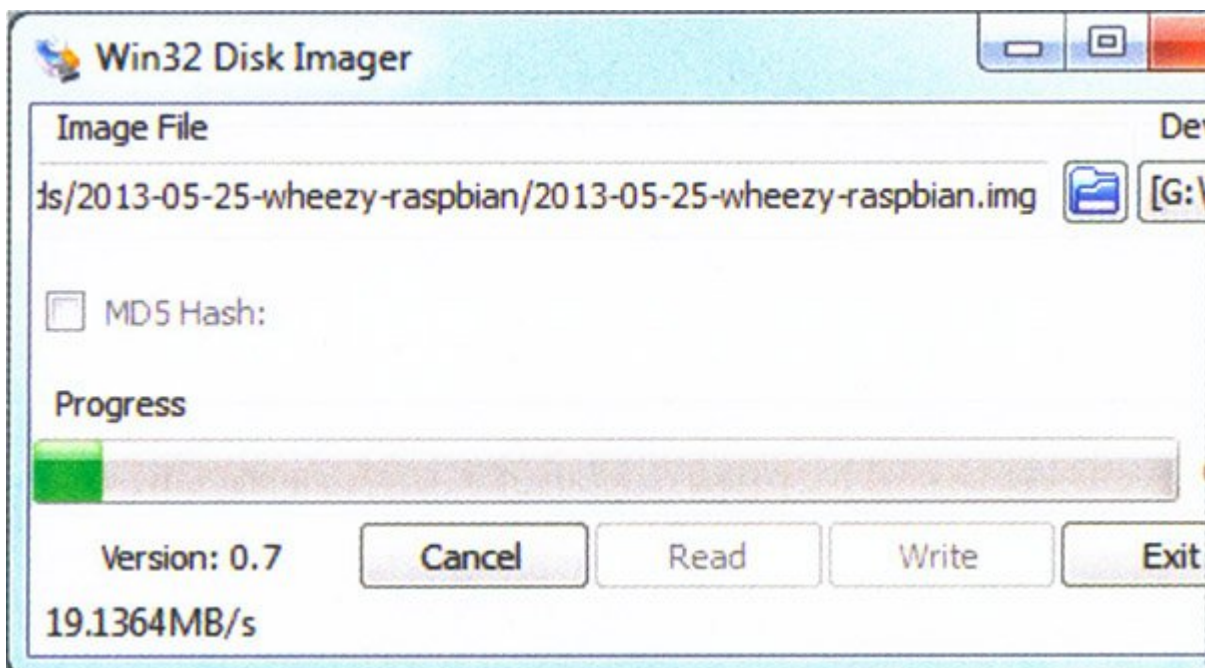 Win32 Disk Imager
Image File Dev
ds/2013-05-25-wheezy-raspbian/2013-05-25-wheezy-raspbian.img [G:\
MD5 Hash:
Progress
Version: 0.7 Cancel Read Write Exit
19.1364MB/s